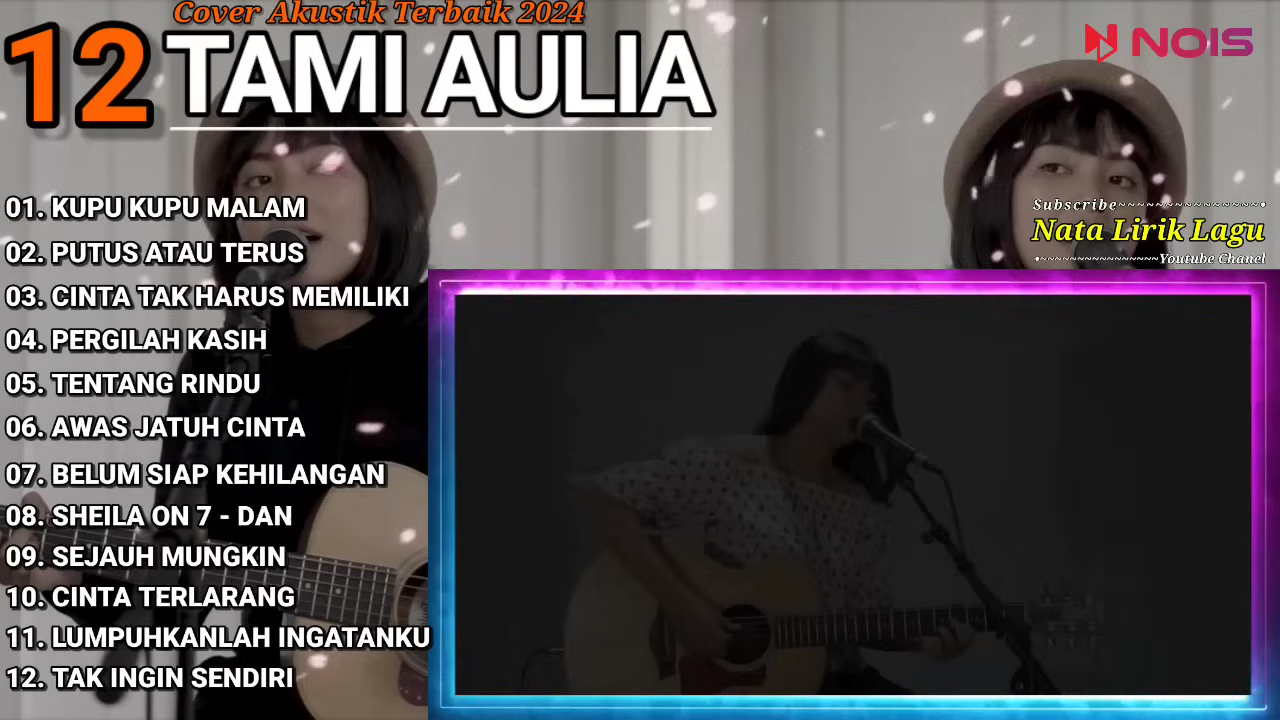 Cover Akustik Terbaik 2024
12 TAMI AULIA
NOIS
Subscribe~~~~~~~~~~~~~~~•
Nata Lirik Lagu
•~~~~~~~~~~~~~~~~Youtube Chanel
01. KUPU KUPU MALAM
02. PUTUS ATAU TERUS
03. CINTA TAK HARUS MEMILIKI
04. PERGILAH KASIH
05. TENTANG RINDU
06. AWAS JATUH CINTA
07. BELUM SIAP KEHILANGAN
08. SHEILA ON 7 - DAN
09. SEJAUH MUNGKIN
10. CINTA TERLARANG
11. LUMPUHKANLAH INGATANKU
12. TAK INGIN SENDIRI